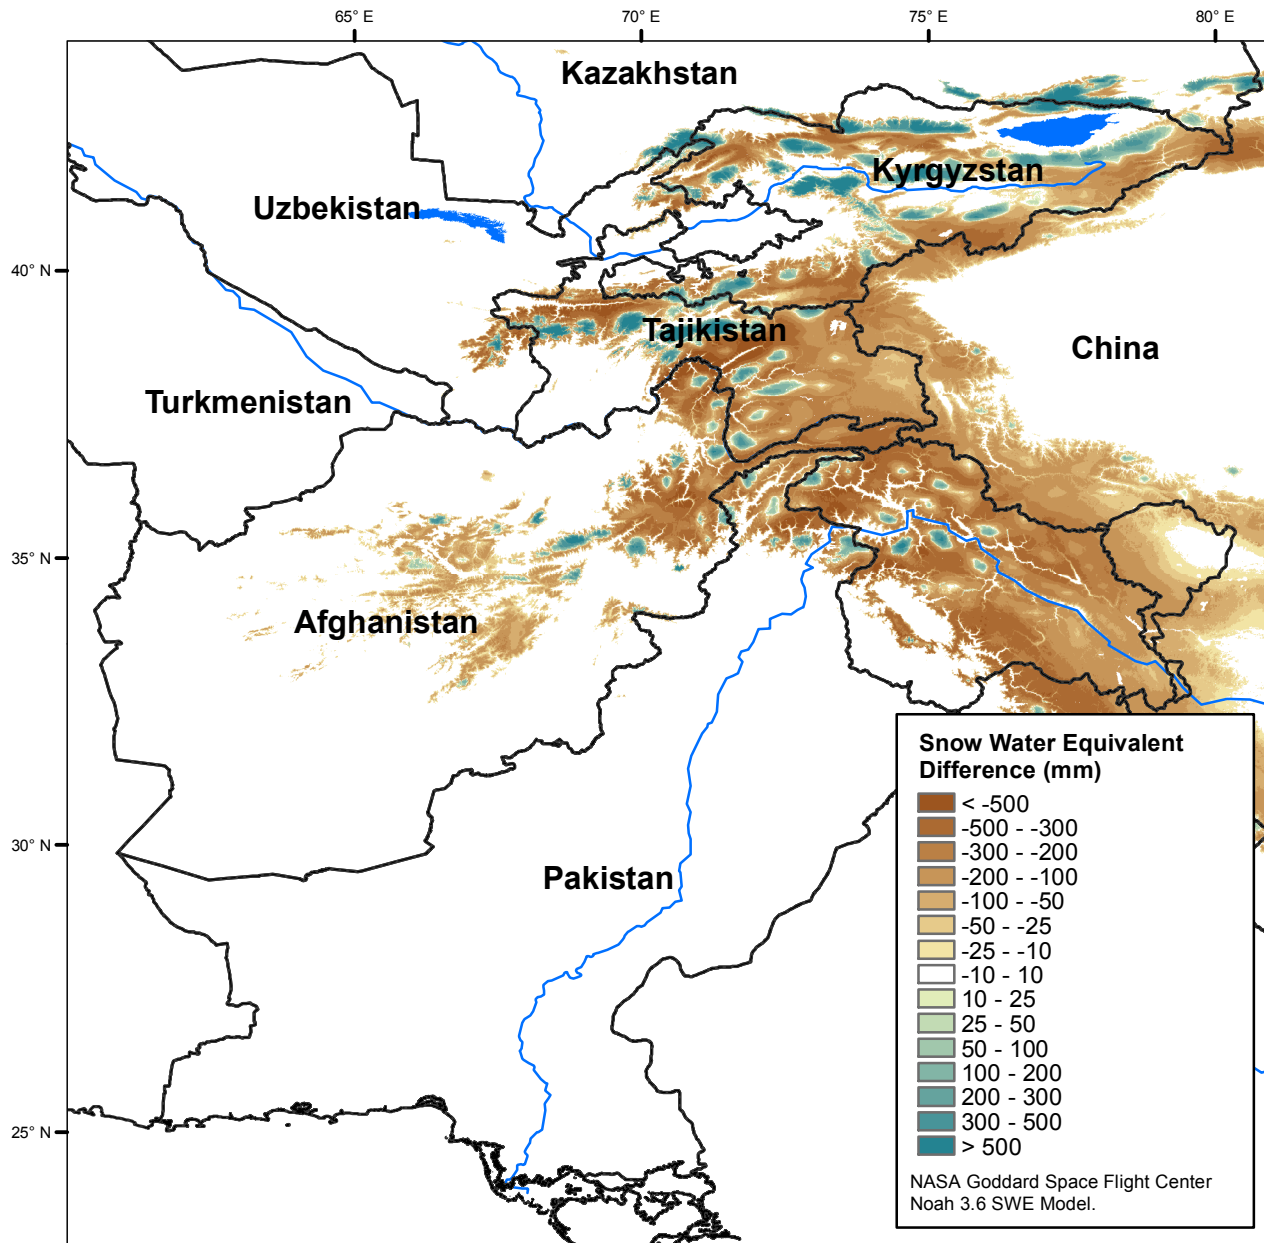 65° E
70° E
75° E
80° E
Kazakhstan
Kyrgyzstan
Uzbekistan
40° N
Tajikistan
China
Turkmenistan
35° N
Afghanistan
30° N
Pakistan
25° N
Snow Water Equivalent
Difference (mm)
< -500
-500 - -300
-300 - -200
-200 - -100
-100 - -50
-50 - -25
-25 - -10
-10 - 10
10 - 25
25 - 50
50 - 100
100 - 200
200 - 300
300 - 500
> 500
NASA Goddard Space Flight Center
Noah 3.6 SWE Model.